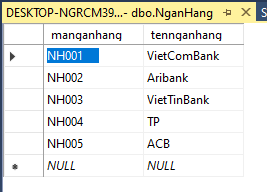 DESKTOP-NGRCM39...- dbo.NganHang
manganhang tennganhang
NH001 VietComBank
NH002 Aribank
NH003 VietTinBank
NH004 TP
NH005 ACB
NULL NULL